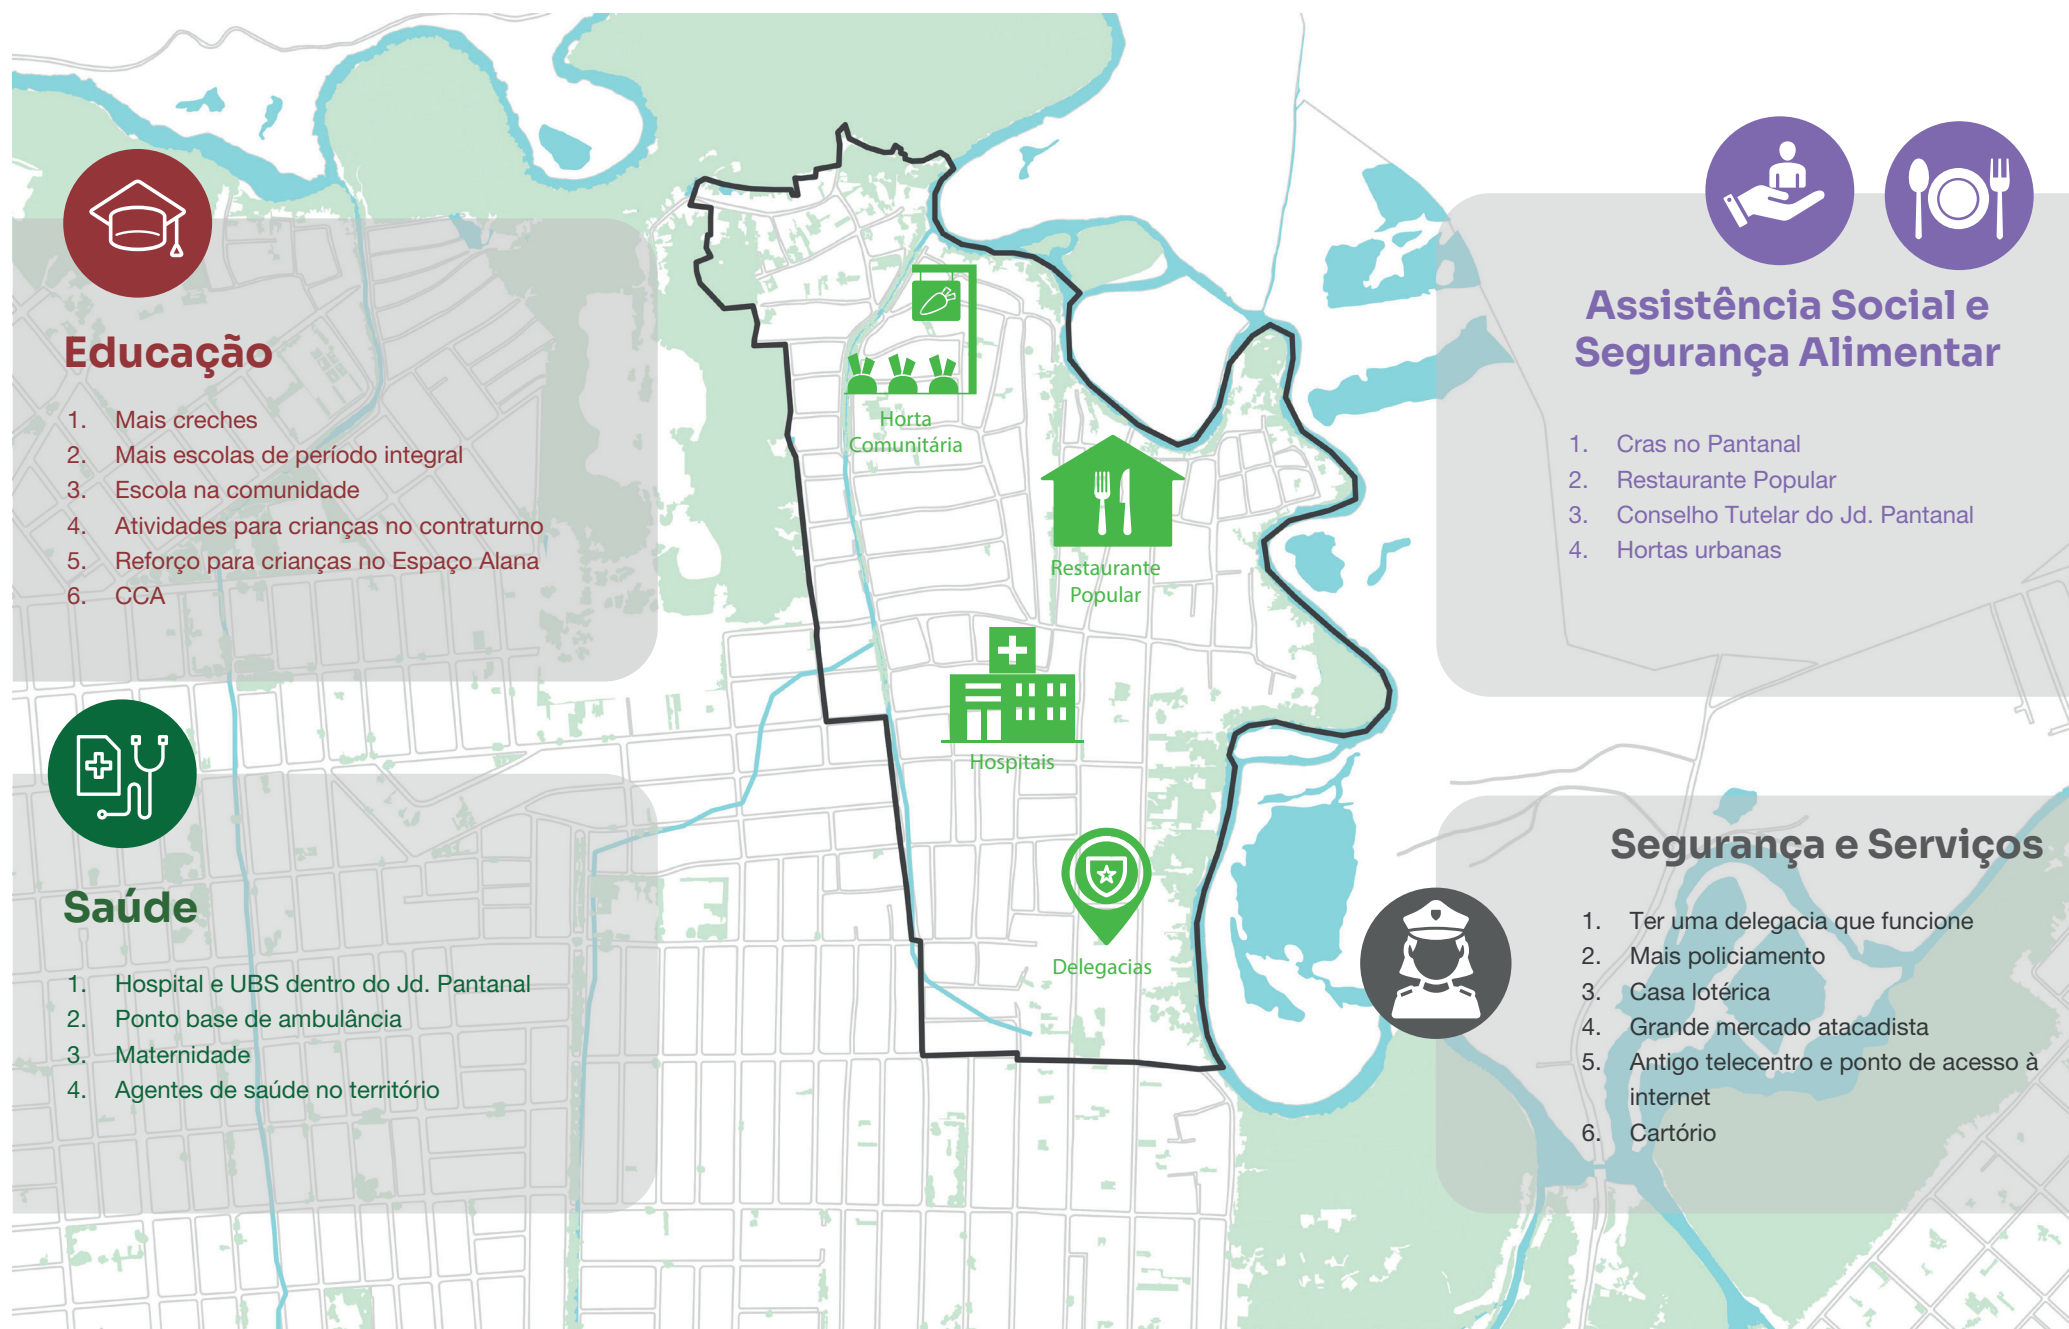 Educação
1. Mais creches
2. Mais escolas de período integral
3. Escola na comunidade
4. Atividades para crianças no contraturno
5. Reforço para crianças no Espaço Alana
6. CCA
Saúde
1. Hospital e UBS dentro do Jd. Pantanal
2. Ponto base de ambulância
3. Maternidade
4. Agentes de saúde no território
Horta
Comunitária
Restaurante
Popular
Hospitais
Delegacias
Assistência Social e
Segurança Alimentar
1. Cras no Pantanal
2. Restaurante Popular
3. Conselho Tutelar do Jd. Pantanal
4. Hortas urbanas
Segurança e Serviços
1. Ter uma delegacia que funcione
2. Mais policiamento
3. Casa lotérica
4. Grande mercado atacadista
5. Antigo telecentro e ponto de acesso à
internet
6. Cartório